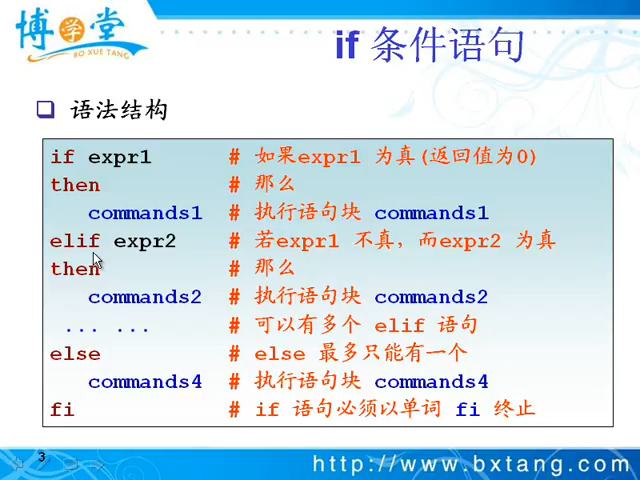 博学堂
BO XUE TANG
if 条件语句
语法结构
if expr1 # 如果expr1 为真(返回值为0)
then # 那么
commands1 # 执行语句块 commands1
elif expr2 # 若expr1 不真，而expr2 为真
then # 那么
commands2 # 执行语句块 commands2
... ... # 可以有多个 elif 语句
else # else 最多只能有一个
commands4 # 执行语句块 commands4
fi # if 语句必须以单词 fi 终止
3
http://www.bxtang.com